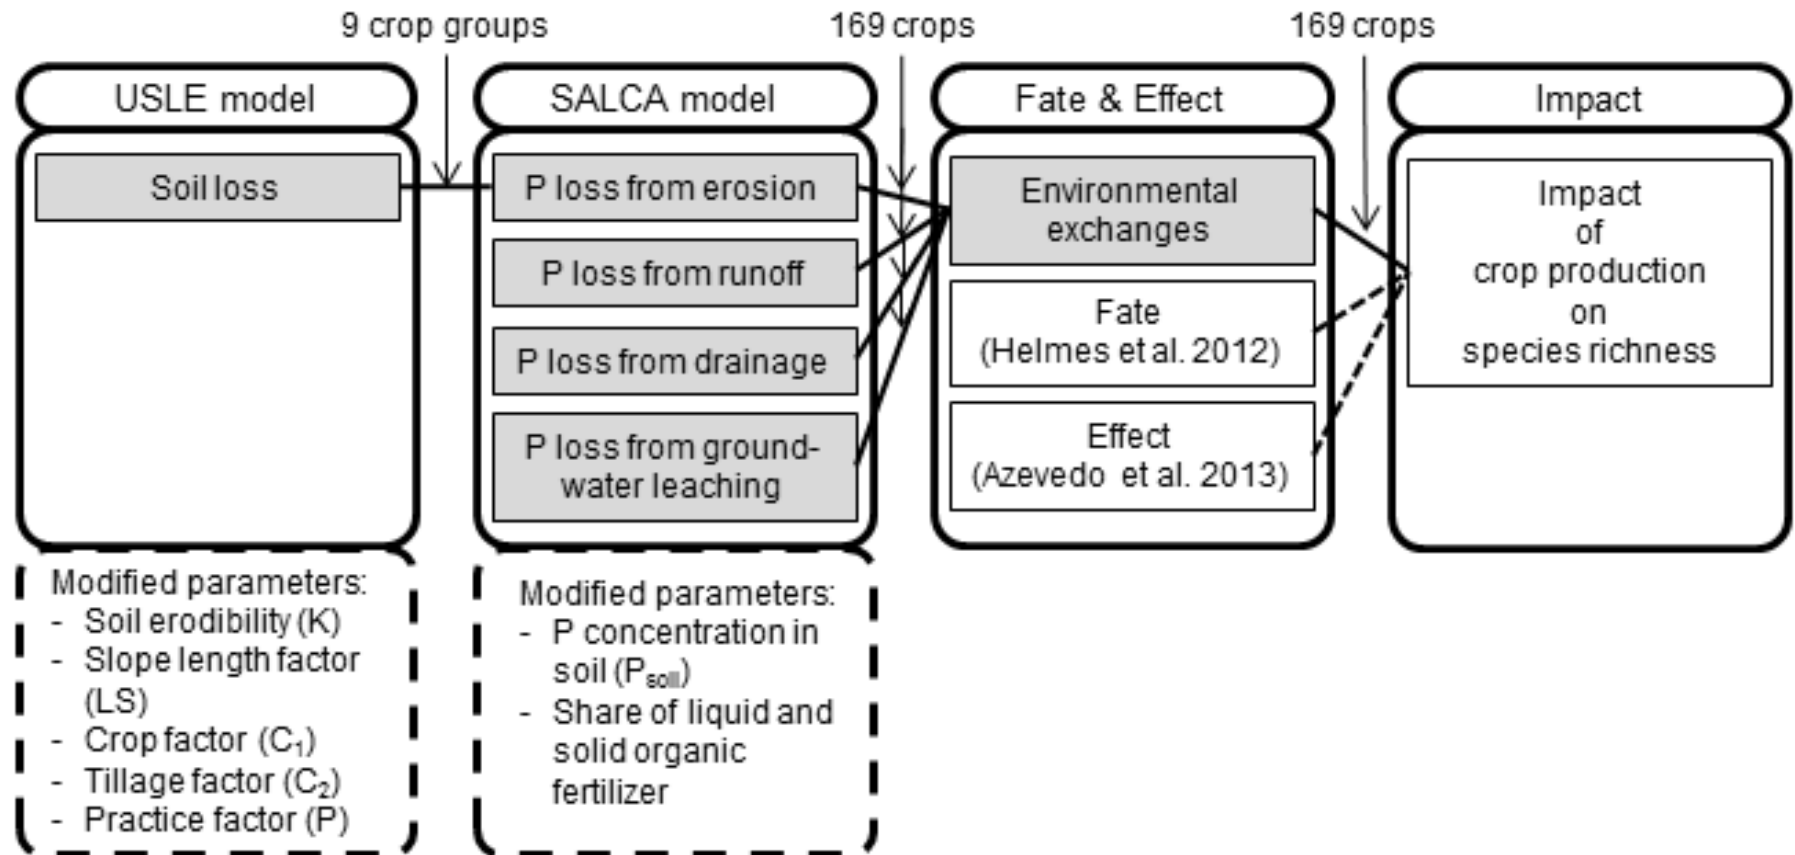 9 crop groups
169 crops
169 crops
USLE model
SALCA model
Fate & Effect
Impact
Soil loss
P loss from erosion
P loss from runoff
P loss from drainage
P loss from ground-
water leaching
Environmental
exchanges
Fate
(Helmes et al. 2012)
Effect
(Azevedo et al. 2013)
Impact
of
crop production
on
species richness
Modified parameters:
- Soil erodibility (K)
- Slope length factor
(LS)
- Crop factor (C₁)
- Tillage factor (C₂)
- Practice factor (P)
Modified parameters:
- P concentration in
soil (Psoil)
- Share of liquid and
solid organic
fertilizer